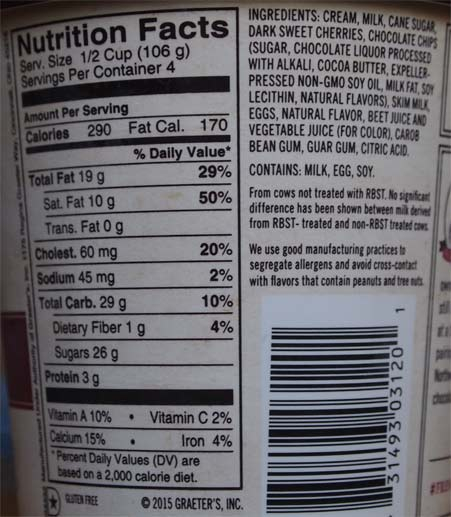 Nutrition Facts
Serv. Size 1/2 Cup (106 g)
Servings Per Container 4
Amount Per Serving
Calories 290 Fat Cal. 170
% Daily Value*
Total Fat 19 g 29%
Sat. Fat 10 g 50%
Trans. Fat 0 g
Cholest. 60 mg 20%
Sodium 45 mg 2%
Total Carb. 29 g 10%
Dietary Fiber 1 g 4%
Sugars 26 g
Protein 3 g
Vitamin A 10% • Vitamin C 2%
Calcium 15% • Iron 4%
*Percent Daily Values (DV) are
based on a 2,000 calorie diet.
GLUTEN FREE
© 2015 GRAETER'S, INC.
INGREDIENTS: CREAM, MILK, CANE SUGAR,
DARK SWEET CHERRIES, CHOCOLATE CHIPS
(SUGAR, CHOCOLATE LIQUOR PROCESSED
WITH ALKALI, COCOA BUTTER, EXPELLER-
PRESSED NON-GMO SOY OIL, MILK FAT, SOY
LECITHIN, NATURAL FLAVORS), SKIM MILK,
EGGS, NATURAL FLAVOR, BEET JUICE AND
VEGETABLE JUICE (FOR COLOR), CAROB
BEAN GUM, GUAR GUM, CITRIC ACID.
CONTAINS: MILK, EGG, SOY.
From cows not treated with RBST. No significant
difference has been shown between milk derived
from RBST- treated and non-RBST treated cows.
We use good manufacturing practices to
segregate allergens and avoid cross-contact
with flavors that contain peanuts and tree nuts.
7 31493 03120 1